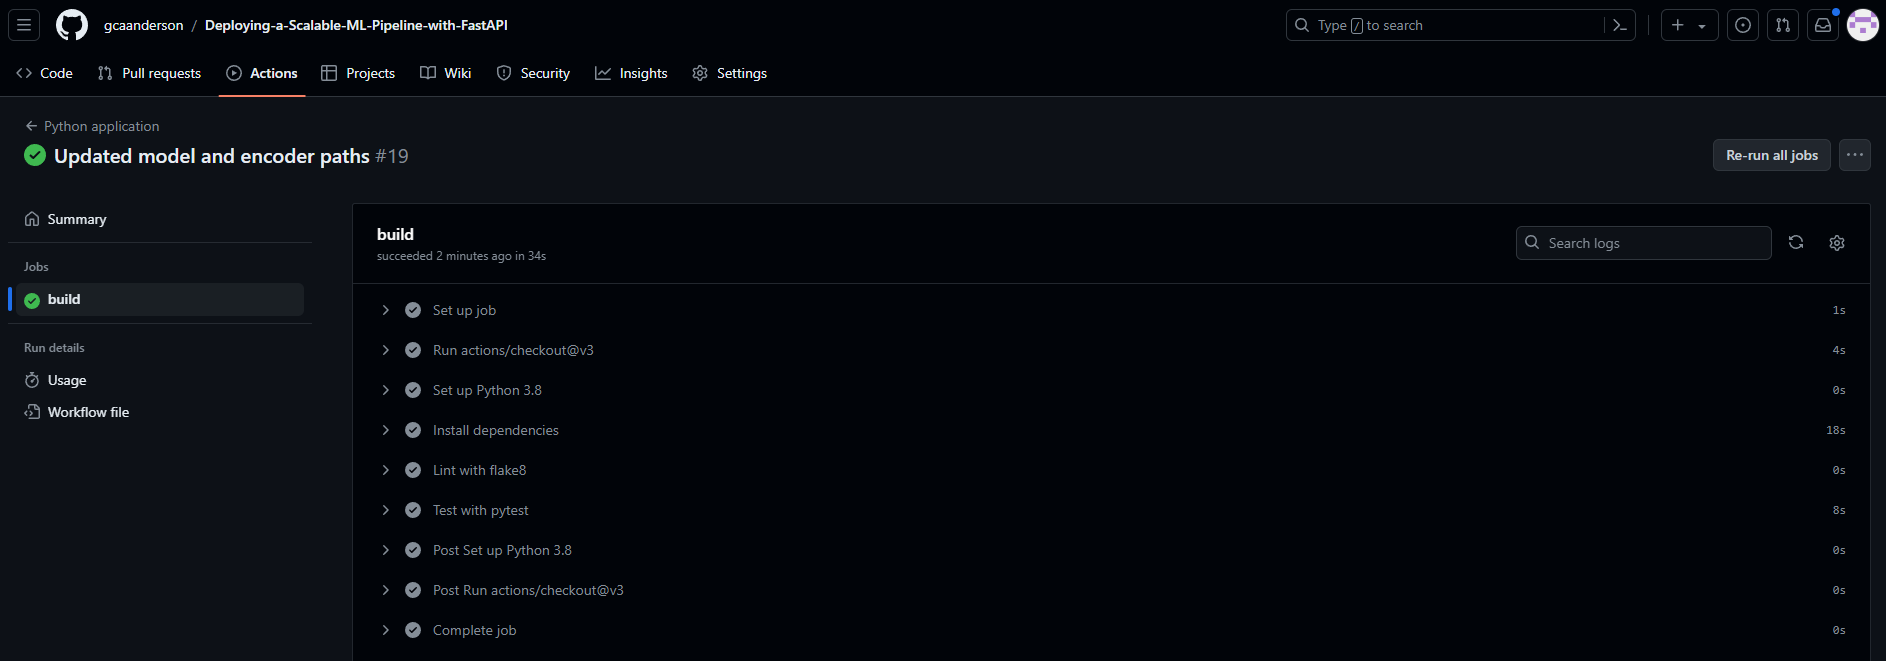 gcaanderson / Deploying-a-Scalable-ML-Pipeline-with-FastAPI
Type / to search
Code Pull requests Actions Projects Wiki Security Insights Settings
Python application
Updated model and encoder paths #19
Re-run all jobs
Summary
Jobs
build
Run details
Usage
Workflow file
build
succeeded 2 minutes ago in 34s
Search logs
Set up job 1s
Run actions/checkout@v3 4s
Set up Python 3.8 0s
Install dependencies 18s
Lint with flake8 0s
Test with pytest 8s
Post Set up Python 3.8 0s
Post Run actions/checkout@v3 0s
Complete job 0s